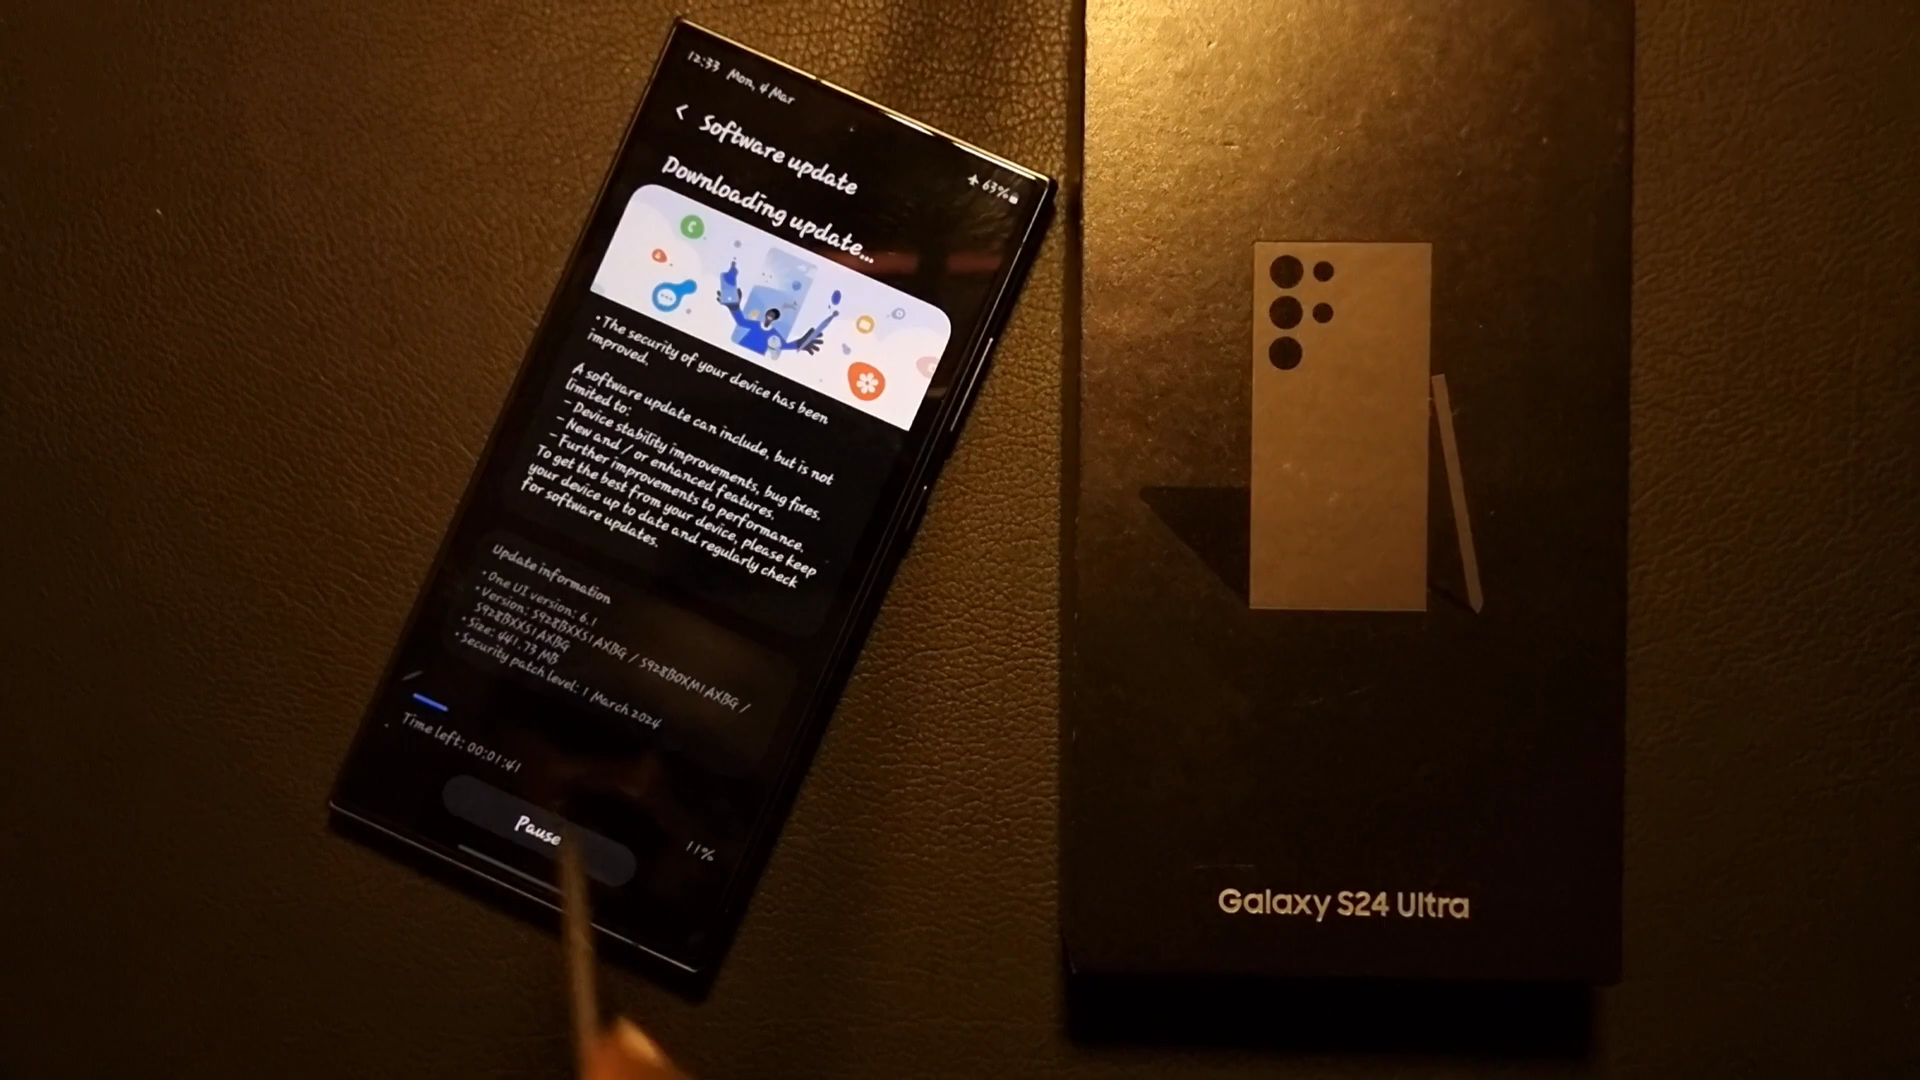 12:33 Mon, 4 Mar
63%
Software update
Downloading update...
• The security of your device has been
improved.
A software update can include, but is not
limited to:
- Device stability improvements, bug fixes.
- New and / or enhanced features.
- Further improvements to performance.
To get the best from your device, please keep
your device up to date and regularly check
for software updates.
Update information
• One UI version: 6.1
• Version: S928BXXS1AXBG / S928BOXM1AXBG /
S928BXXS1AXBG
• Size: 441.73 MB
• Security patch level: 1 March 2024
Time left: 00:01:41
11%
Pause
Galaxy S24 Ultra